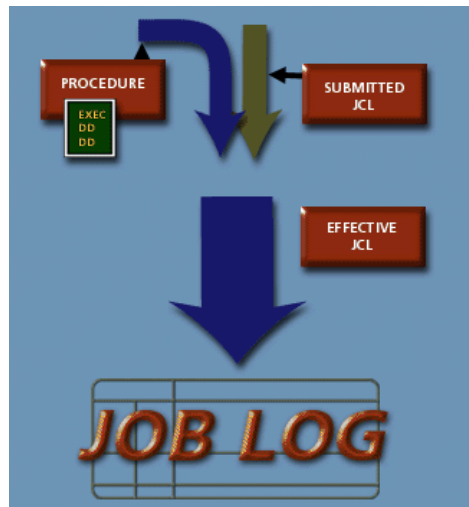 PROCEDURE
EXEC
DD
DD
SUBMITTED
JCL
EFFECTIVE
JCL
JOB LOG